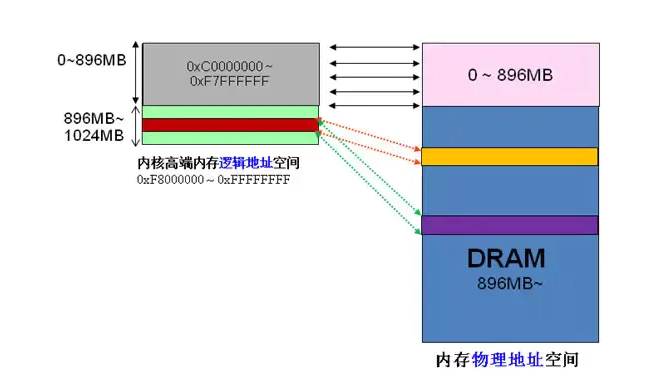 0~896MB
0xC0000000~
0xF7FFFFFF
896MB~
1024MB
内核高端内存逻辑地址空间
0xF8000000~0xFFFFFFFF
0 ~ 896MB
DRAM
896MB~
内存物理地址空间